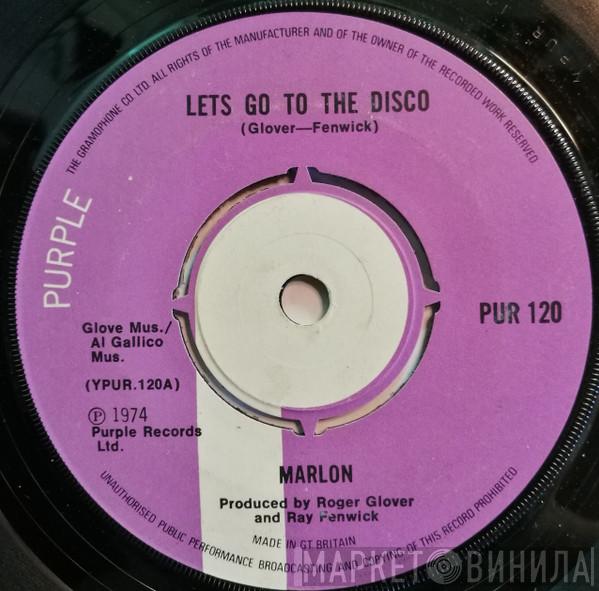 THE GRAMOPHONE CO LTD. ALL RIGHTS OF THE MANUFACTURER AND OF THE OWNER OF THE RECORDED WORK RESERVED
LETS GO TO THE DISCO
(Glover—Fenwick)
PURPLE
PUR 120
Glove Mus./
Al Gallico
Mus.
(YPUR.120A)
Ⓟ 1974
Purple Records
Ltd.
MARLON
Produced by Roger Glover
and Ray Fenwick
MADE IN GT. BRITAIN
UNAUTHORISED PUBLIC PERFORMANCE BROADCASTING AND COPYING OF THIS RECORD PROHIBITED
МАРКЕТ ВИНИЛА